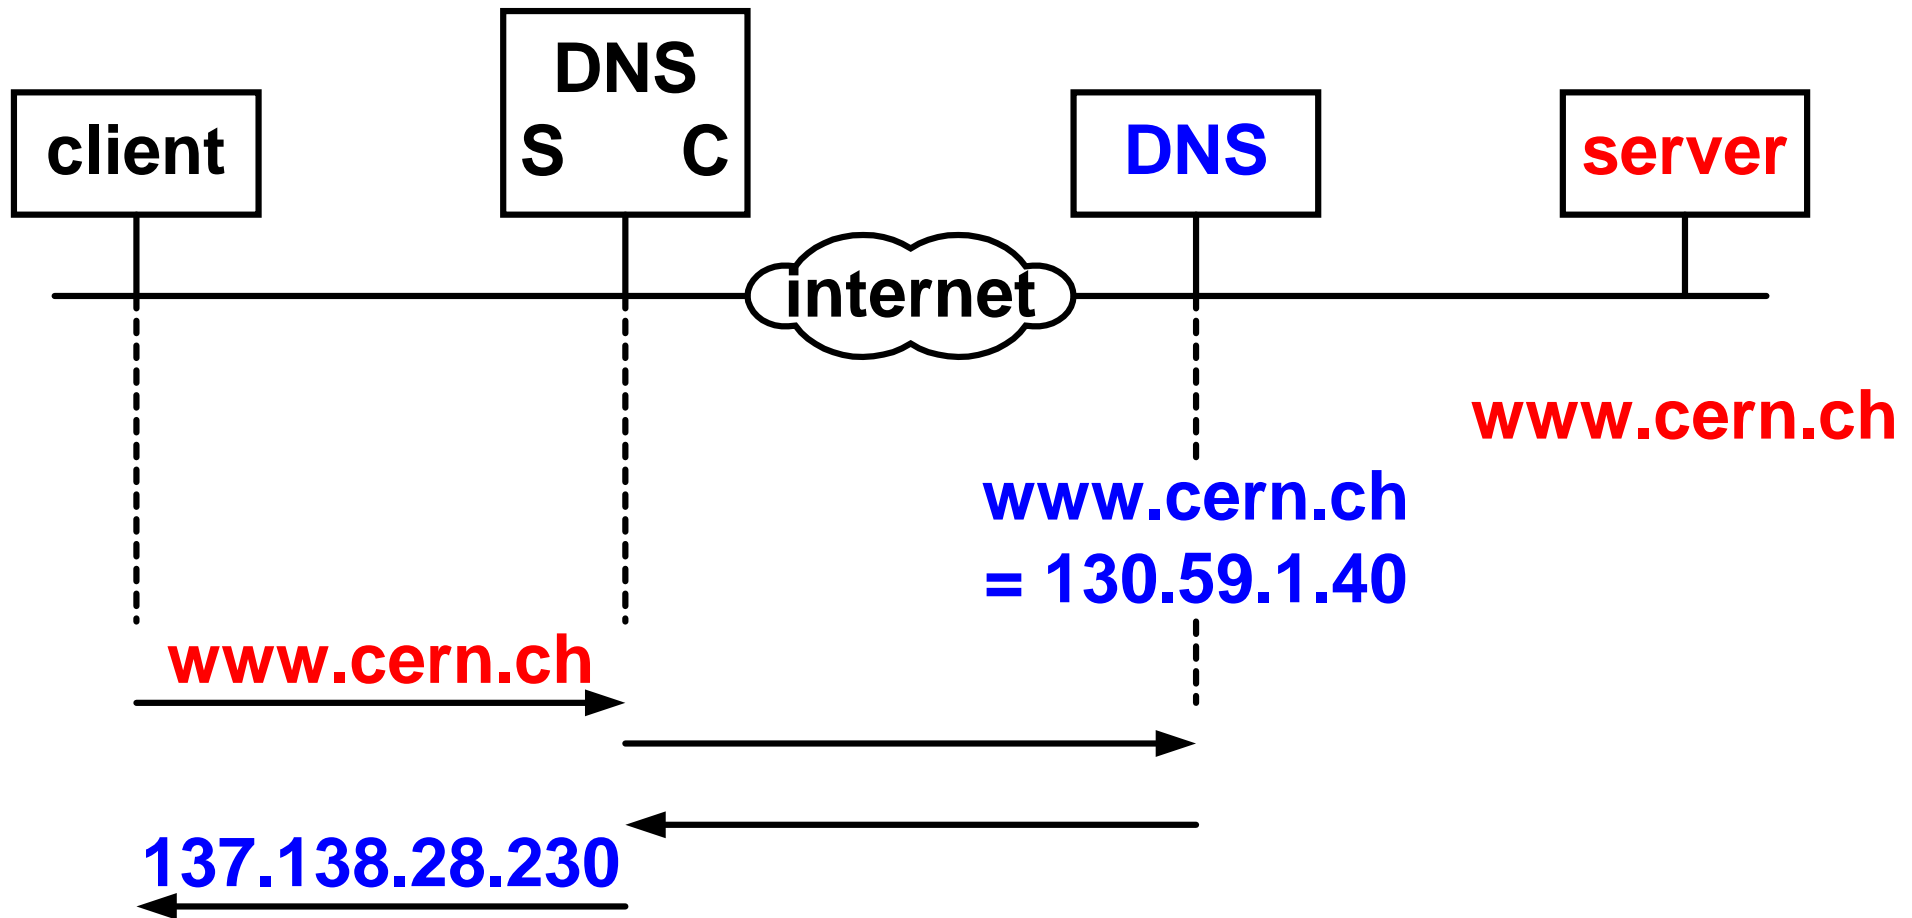 DNS
client
S C
DNS
server
internet
www.cern.ch
www.cern.ch
= 130.59.1.40
www.cern.ch
137.138.28.230